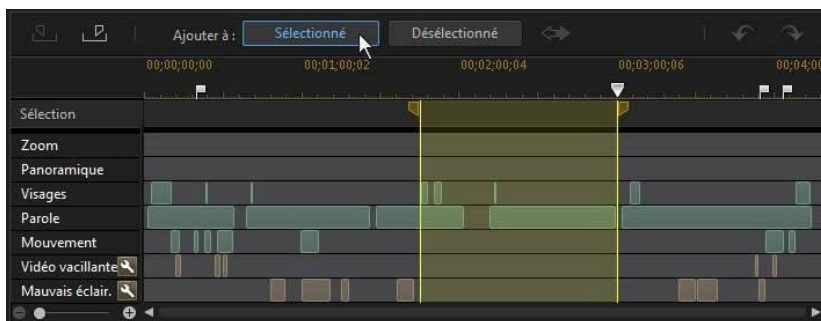 Ajouter à : Sélectionné Désélectionné
00;00;00;00 00;01;00;02 00;02;00;04 00;03;00;06 00;04;00
Sélection
Zoom
Panoramique
Visages
Parole
Mouvement
Vidéo vacillante
Mauvais éclair.